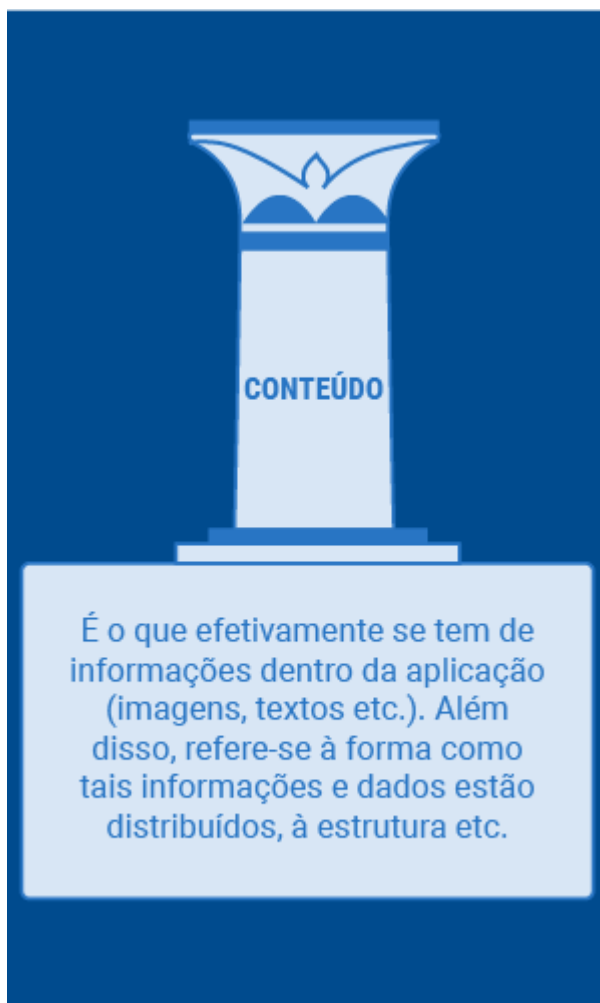 CONTEÚDO
É o que efetivamente se tem de
informações dentro da aplicação
(imagens, textos etc.). Além
disso, refere-se à forma como
tais informações e dados estão
distribuídos, à estrutura etc.